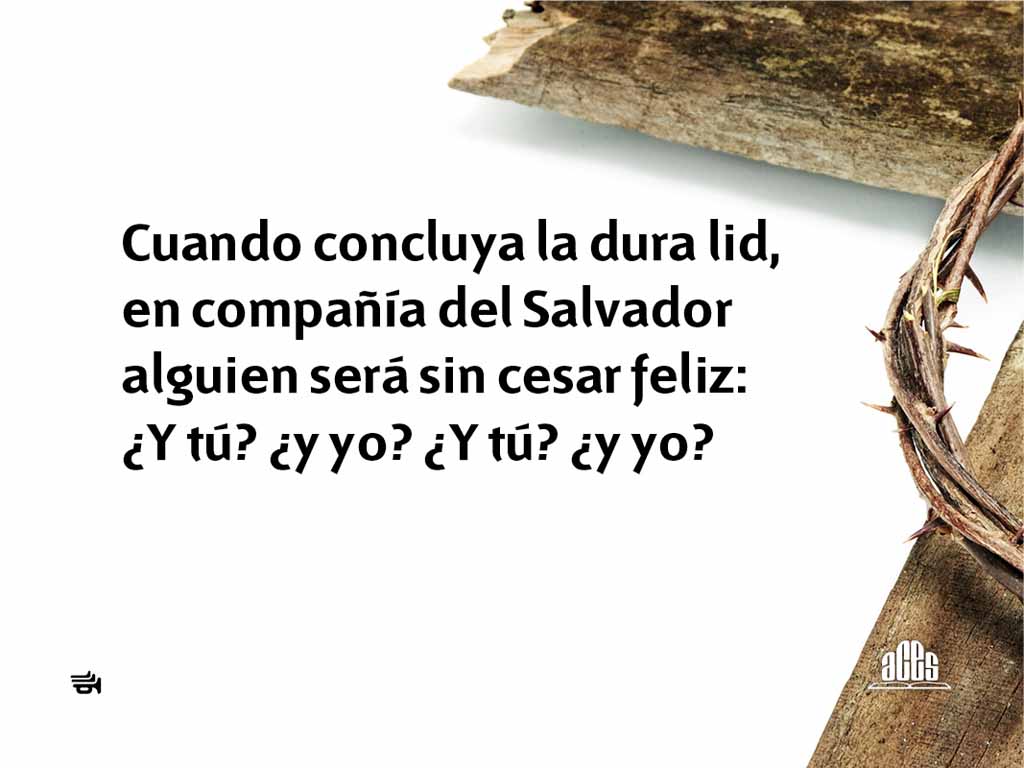 Cuando concluya la dura lid,
en compañía del Salvador
alguien será sin cesar feliz:
¿Y tú? ¿y yo? ¿Y tú? ¿y yo?
aces